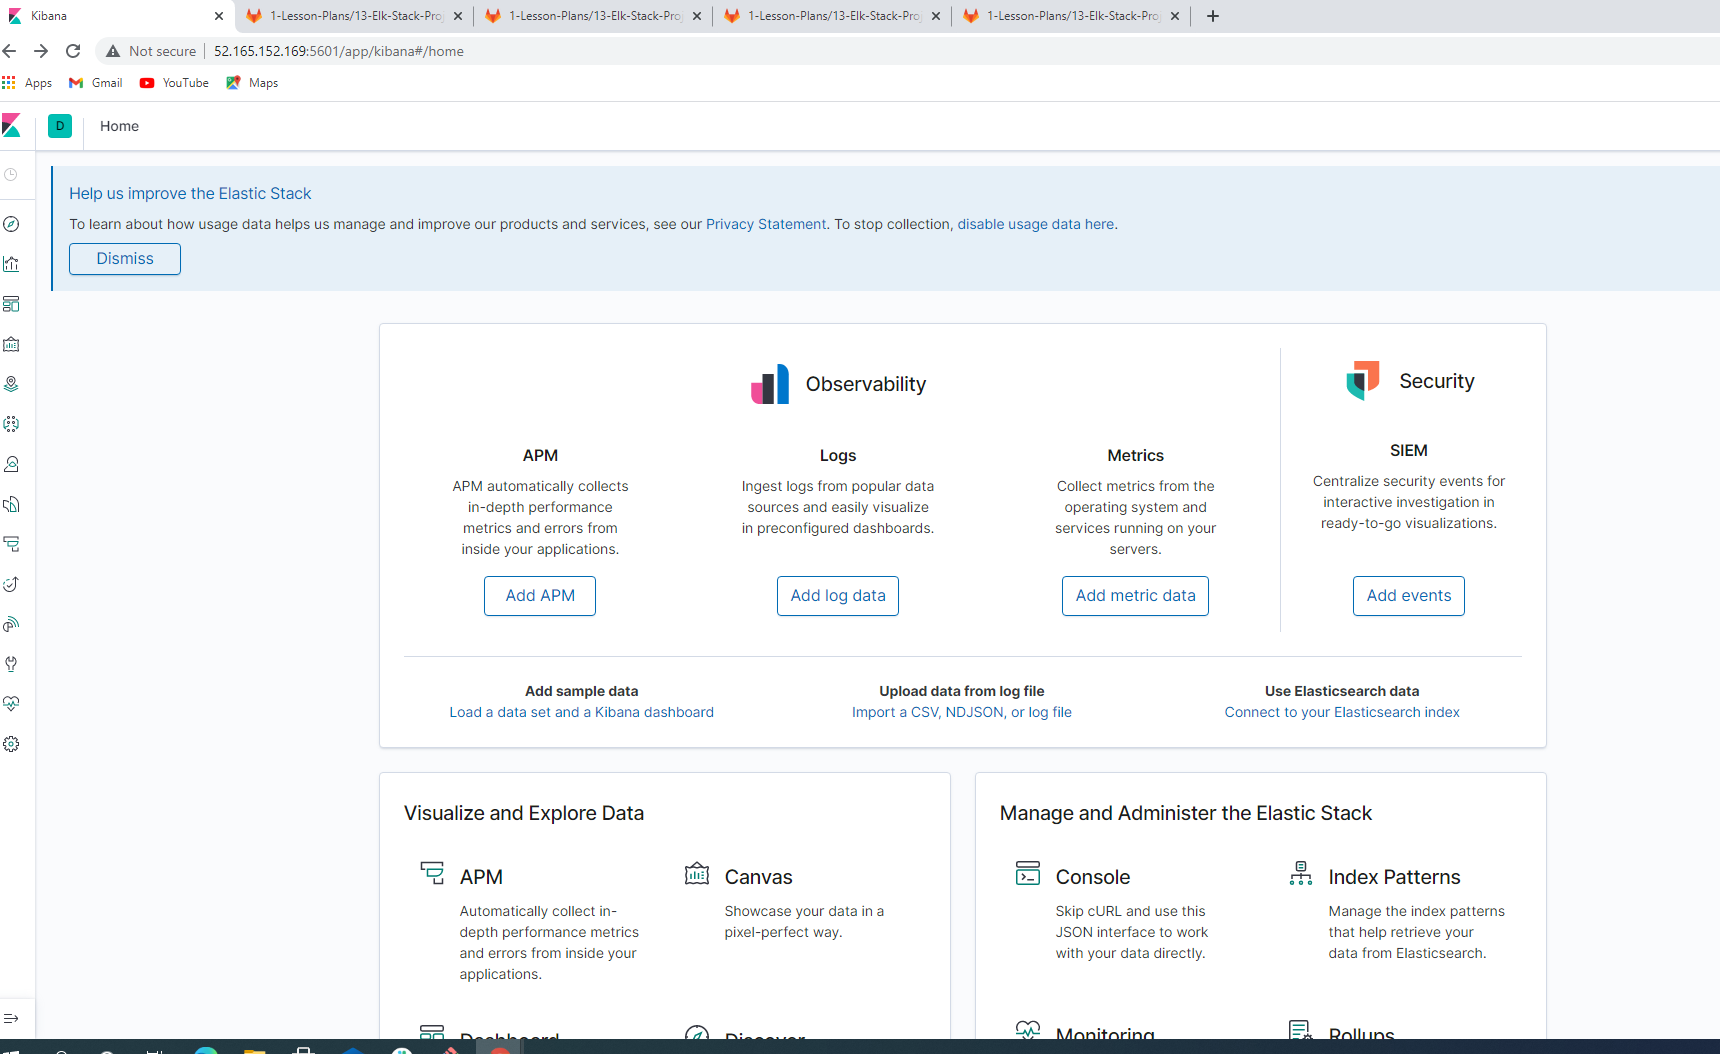 Kibana
1-Lesson-Plans/13-Elk-Stack-Pro
1-Lesson-Plans/13-Elk-Stack-Pro
1-Lesson-Plans/13-Elk-Stack-Pro
1-Lesson-Plans/13-Elk-Stack-Pro
Not secure
52.165.152.169:5601/app/kibana#/home
Apps
Gmail
YouTube
Maps
D
Home
Help us improve the Elastic Stack
To learn about how usage data helps us manage and improve our products and services, see our Privacy Statement. To stop collection, disable usage data here.
Dismiss
Observability
APM
APM automatically collects
in-depth performance
metrics and errors from
inside your applications.
Add APM
Logs
Ingest logs from popular data
sources and easily visualize
in preconfigured dashboards.
Add log data
Metrics
Collect metrics from the
operating system and
services running on your
servers.
Add metric data
Security
SIEM
Centralize security events for
interactive investigation in
ready-to-go visualizations.
Add events
Add sample data
Load a data set and a Kibana dashboard
Upload data from log file
Import a CSV, NDJSON, or log file
Use Elasticsearch data
Connect to your Elasticsearch index
Visualize and Explore Data
APM
Automatically collect in-
depth performance metrics
and errors from inside your
applications.
Canvas
Showcase your data in a
pixel-perfect way.
Dashboard
Discover
Manage and Administer the Elastic Stack
Console
Skip cURL and use this
JSON interface to work
with your data directly.
Index Patterns
Manage the index patterns
that help retrieve your
data from Elasticsearch.
Monitoring
Rollups